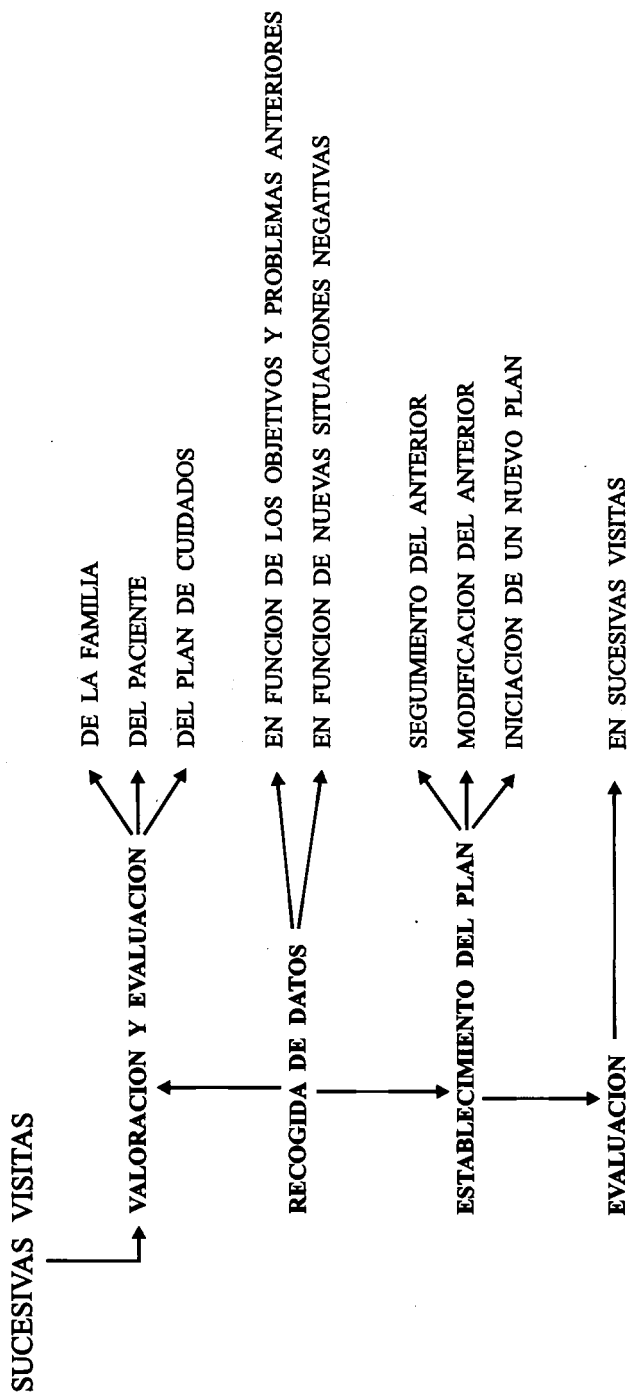 SUCESIVAS VISITAS
VALORACION Y EVALUACION
DE LA FAMILIA
DEL PACIENTE
DEL PLAN DE CUIDADOS
RECOGIDA DE DATOS
EN FUNCION DE LOS OBJETIVOS Y PROBLEMAS ANTERIORES
EN FUNCION DE NUEVAS SITUACIONES NEGATIVAS
ESTABLECIMIENTO DEL PLAN
SEGUIMIENTO DEL ANTERIOR
MODIFICACION DEL ANTERIOR
INICIACION DE UN NUEVO PLAN
EVALUACION
EN SUCESIVAS VISITAS